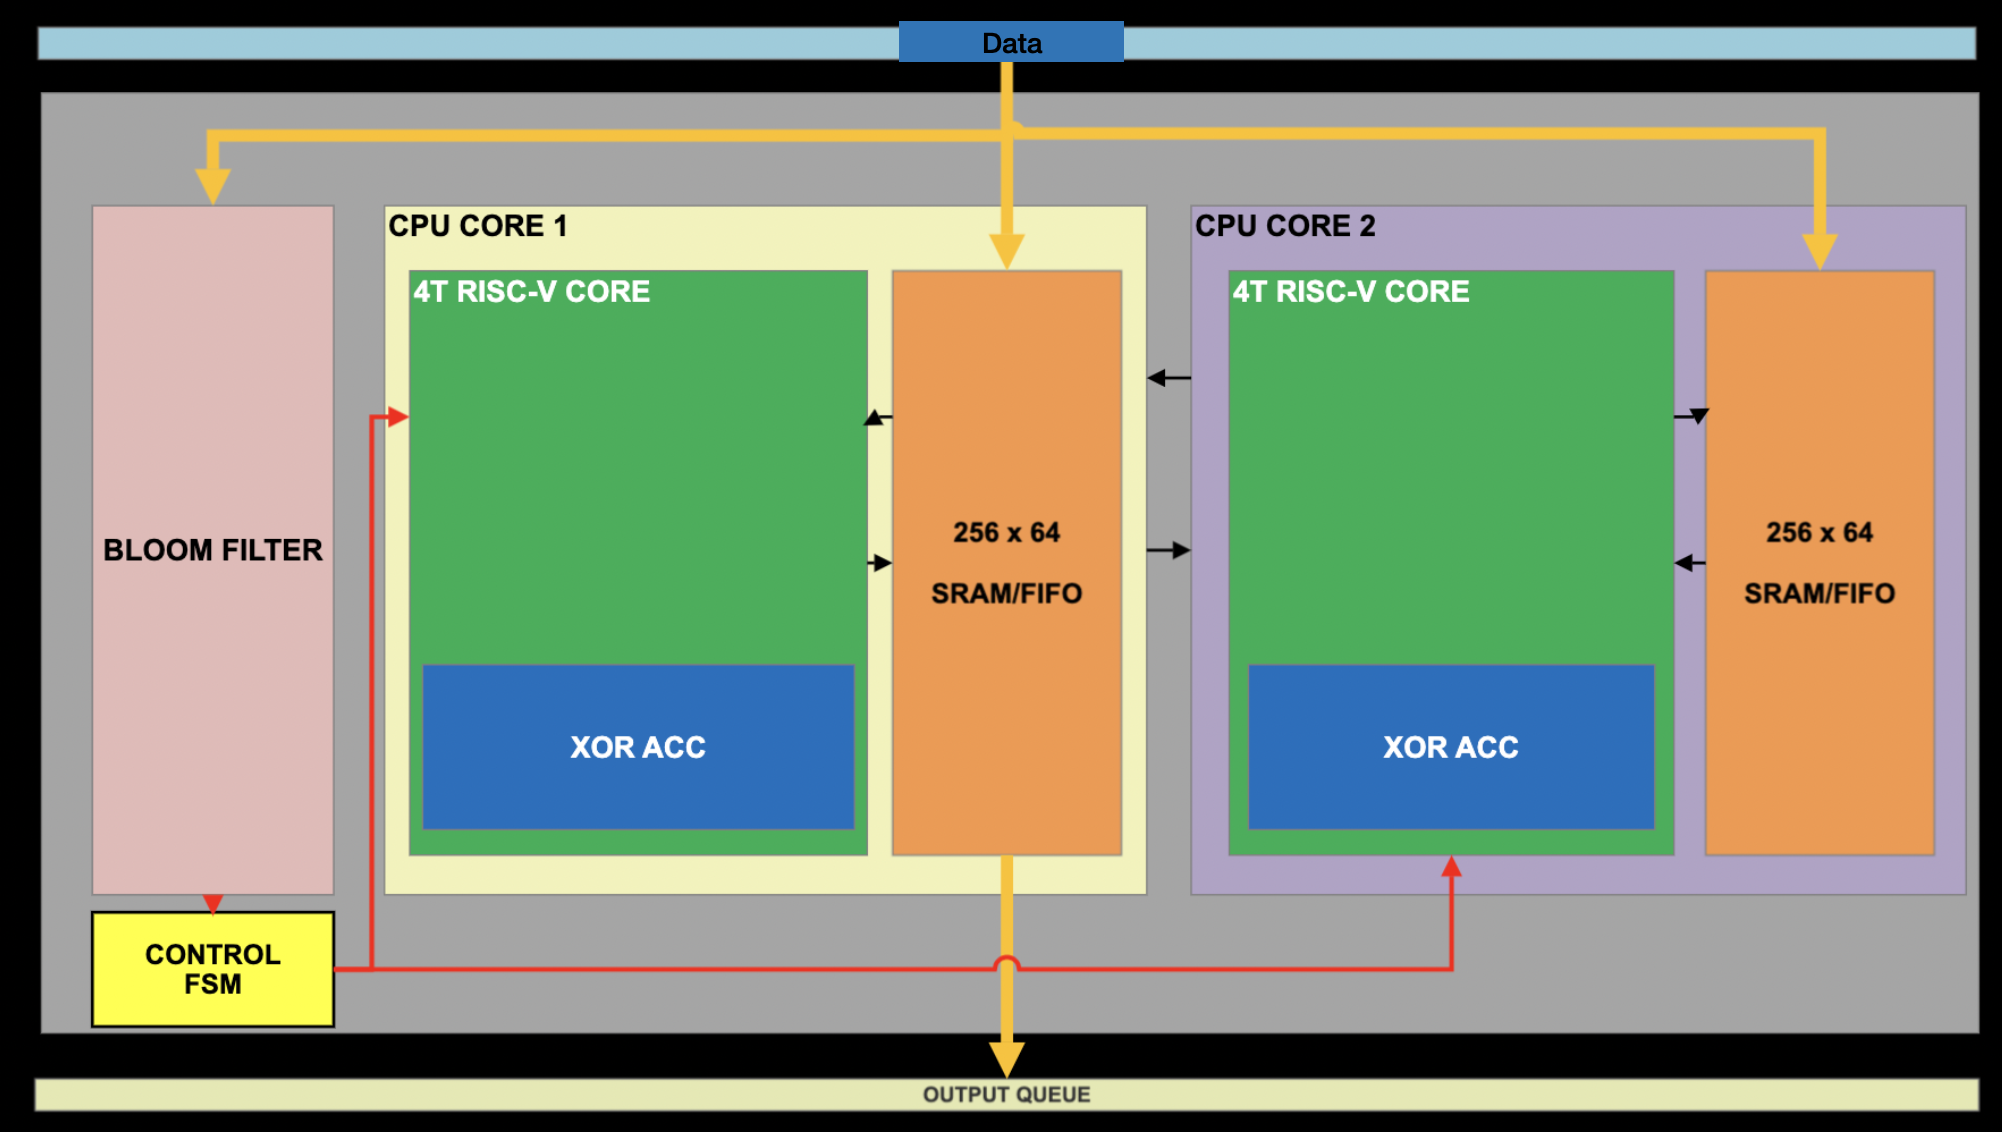 Data
CPU CORE 1
CPU CORE 2
4T RISC-V CORE
4T RISC-V CORE
BLOOM FILTER
256 x 64
SRAM/FIFO
256 x 64
SRAM/FIFO
XOR ACC
XOR ACC
CONTROL
FSM
OUTPUT QUEUE